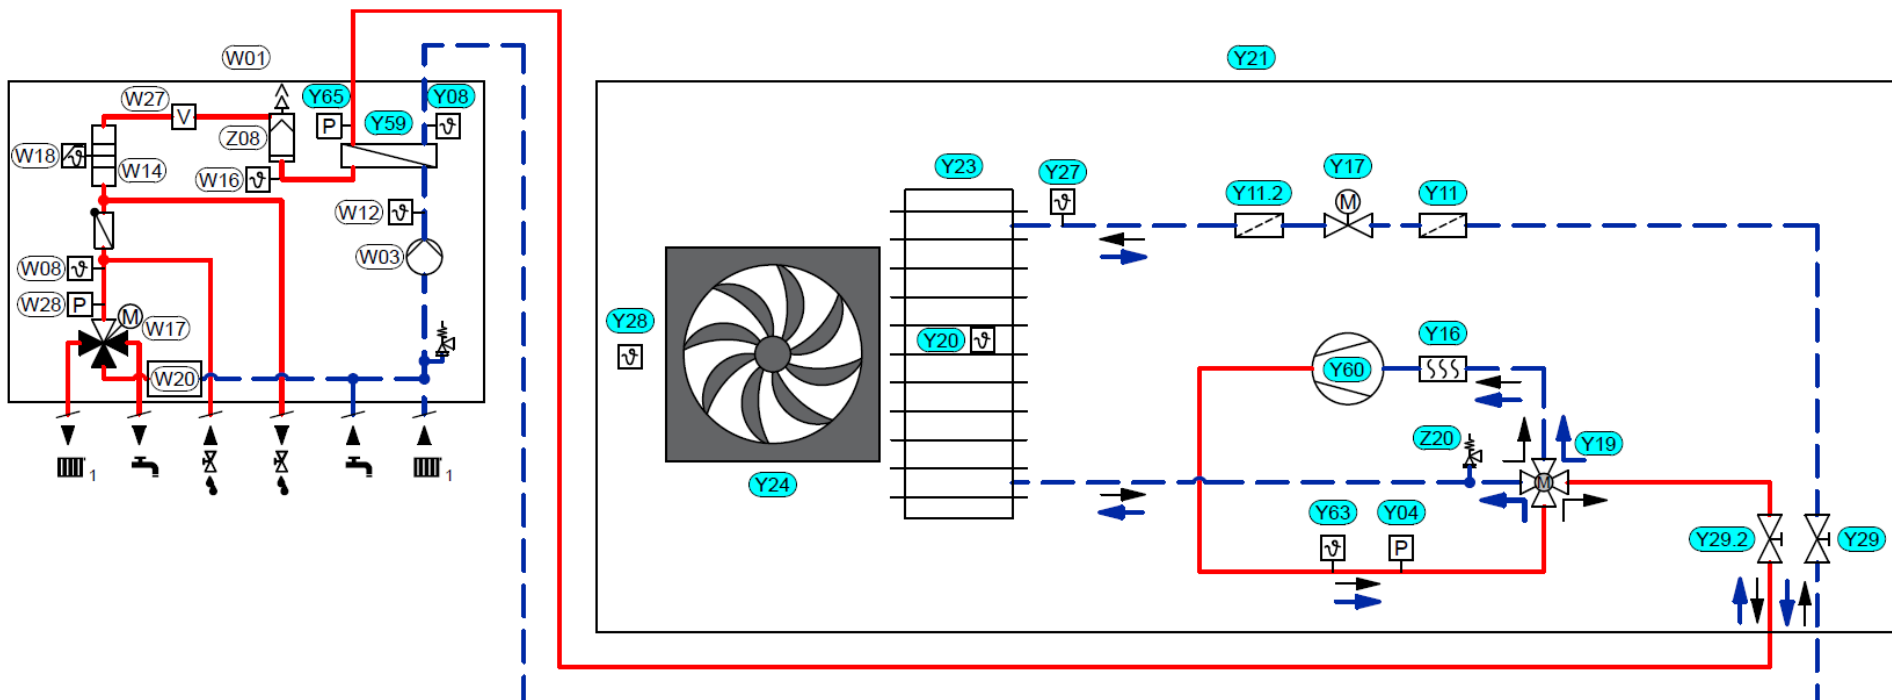 W01
Y21
W27
V
Y65
Y08
P
Y59
ϑ
Z08
W18
ϑ
W14
W16
ϑ
Y23
Y27
Y17
ϑ
M
Y11.2
Y11
W12
ϑ
W03
W08
ϑ
W28
P
M
W17
Y28
ϑ
Y20
ϑ
Y16
Y60
W20
Z20
Y19
M
1
1
Y24
Y63
Y04
ϑ
P
Y29.2
Y29